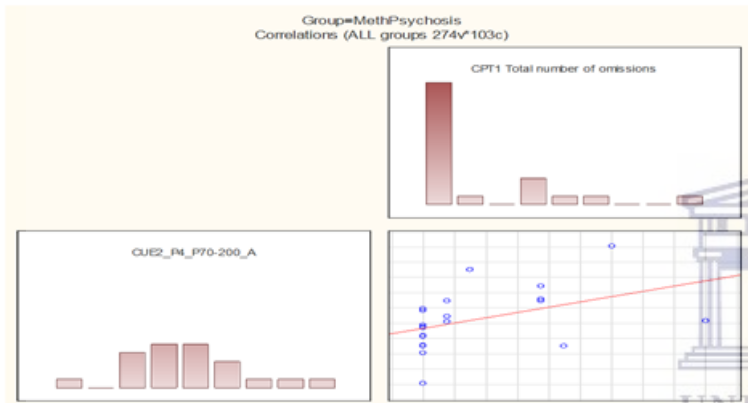 Group=MethPsychosis
Correlations (ALL groups 274v*103c)
CPT1 Total number of omissions
CUE2_P4_P70-200_A